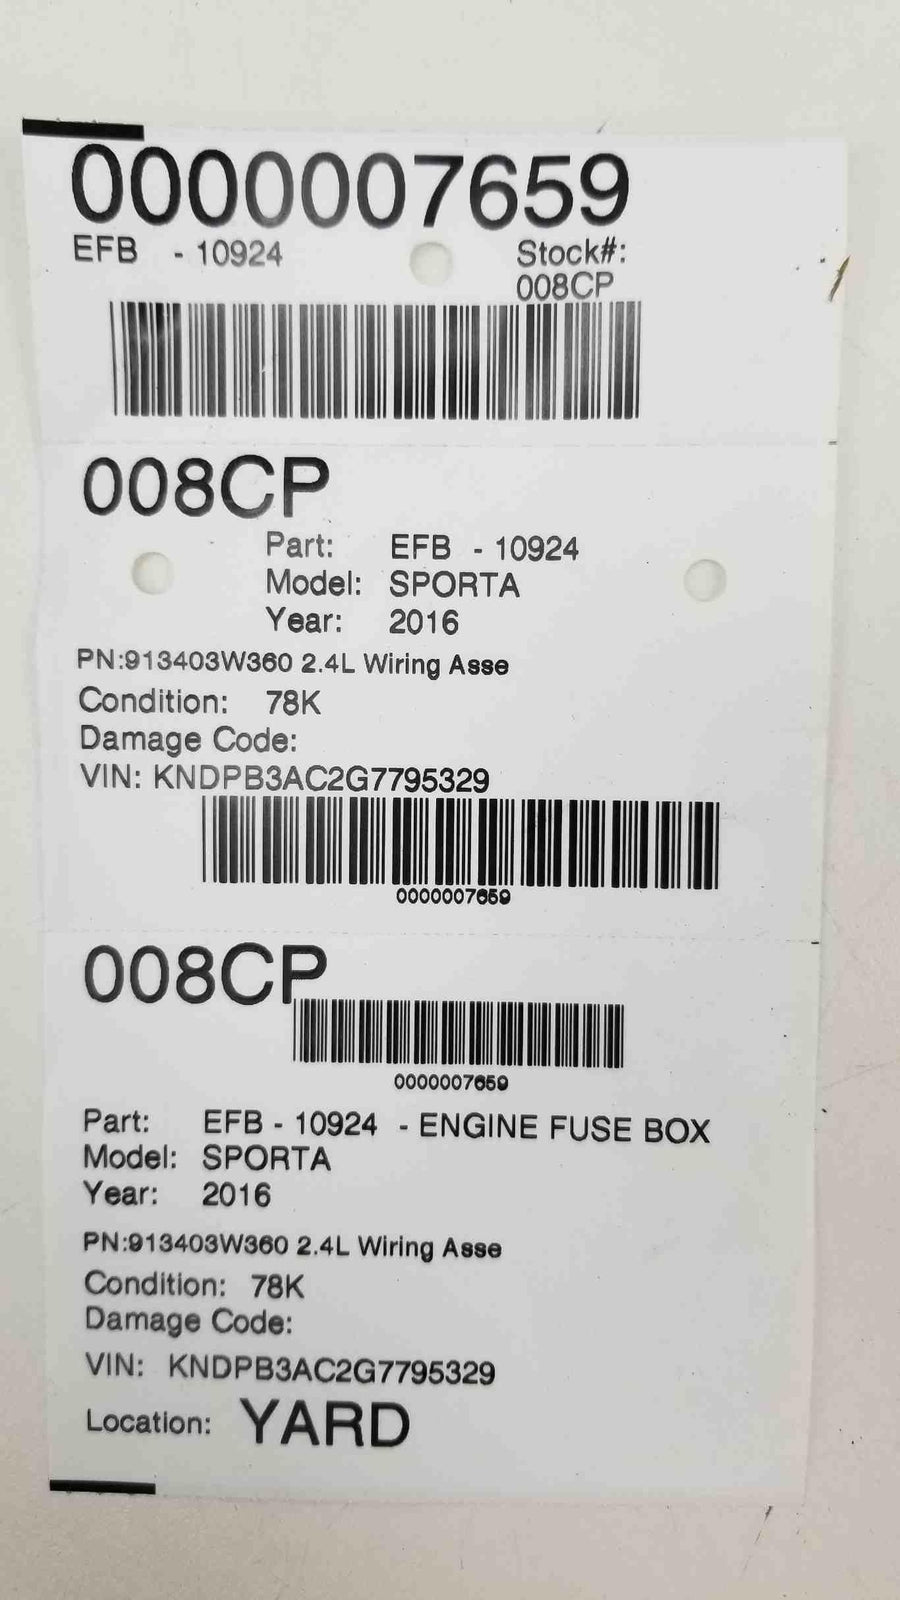 0000007659
EFB - 10924 Stock#:
008CP
008CP
Part: EFB - 10924
Model: SPORTA
Year: 2016
PN:913403W360 2.4L Wiring Asse
Condition: 78K
Damage Code:
VIN: KNDPB3AC2G7795329
0000007659
008CP
0000007659
Part: EFB - 10924 - ENGINE FUSE BOX
Model: SPORTA
Year: 2016
PN:913403W360 2.4L Wiring Asse
Condition: 78K
Damage Code:
VIN: KNDPB3AC2G7795329
Location: YARD